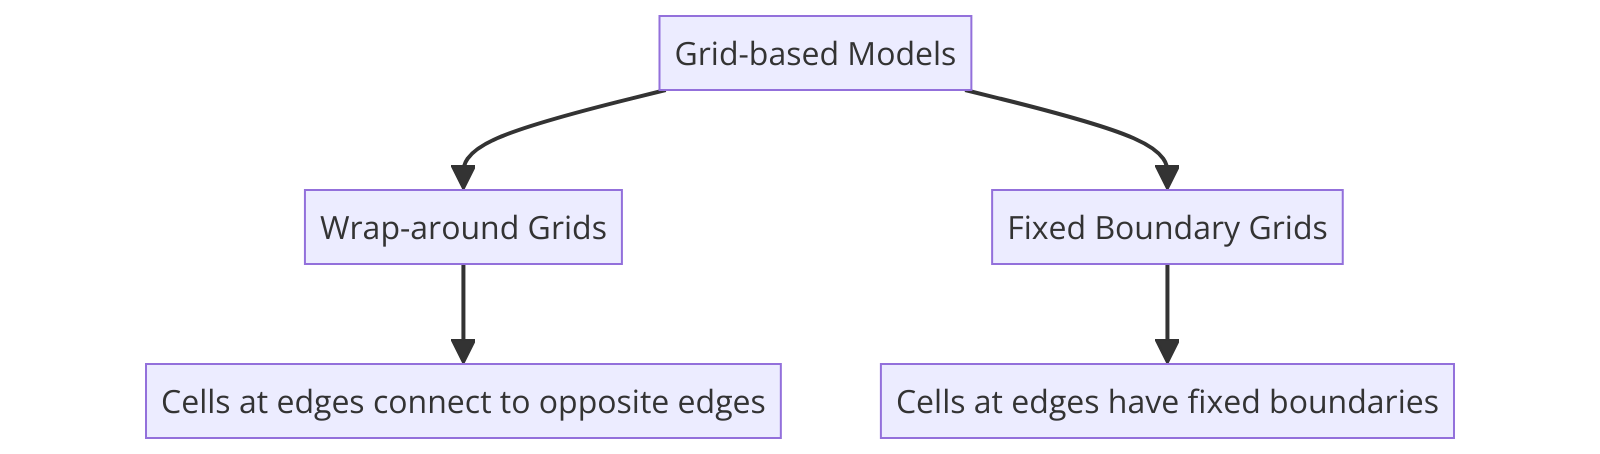 Grid-based Models
Wrap-around Grids
Fixed Boundary Grids
Cells at edges connect to opposite edges
Cells at edges have fixed boundaries